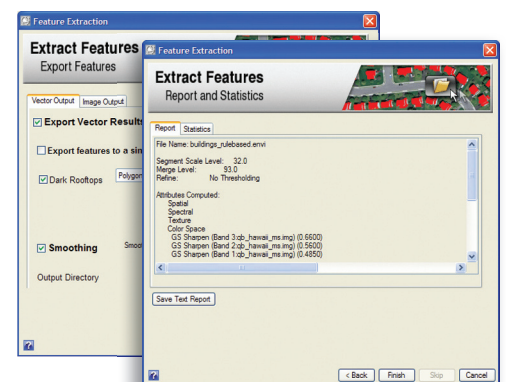 Feature Extraction
Extract Features
Export Features
Vector Output Image Output
Export Vector Results
Export features to a sin
Dark Rooftops Polygon
Smoothing Smoo
Output Directory
Feature Extraction
Extract Features
Report and Statistics
Report Statistics
File Name: buildings_rulebased.envi
Segment Scale Level: 32.0
Merge Level: 93.0
Refine: No Thresholding
Attributes Computed:
Spatial
Spectral
Texture
Color Space
GS Sharpen (Band 3:qb_hawaii_ms.img) (0.6600)
GS Sharpen (Band 2:qb_hawaii_ms.img) (0.5600)
GS Sharpen (Band 1:qb_hawaii_ms.img) (0.4850)
Save Text Report
< Back Finish Skip Cancel